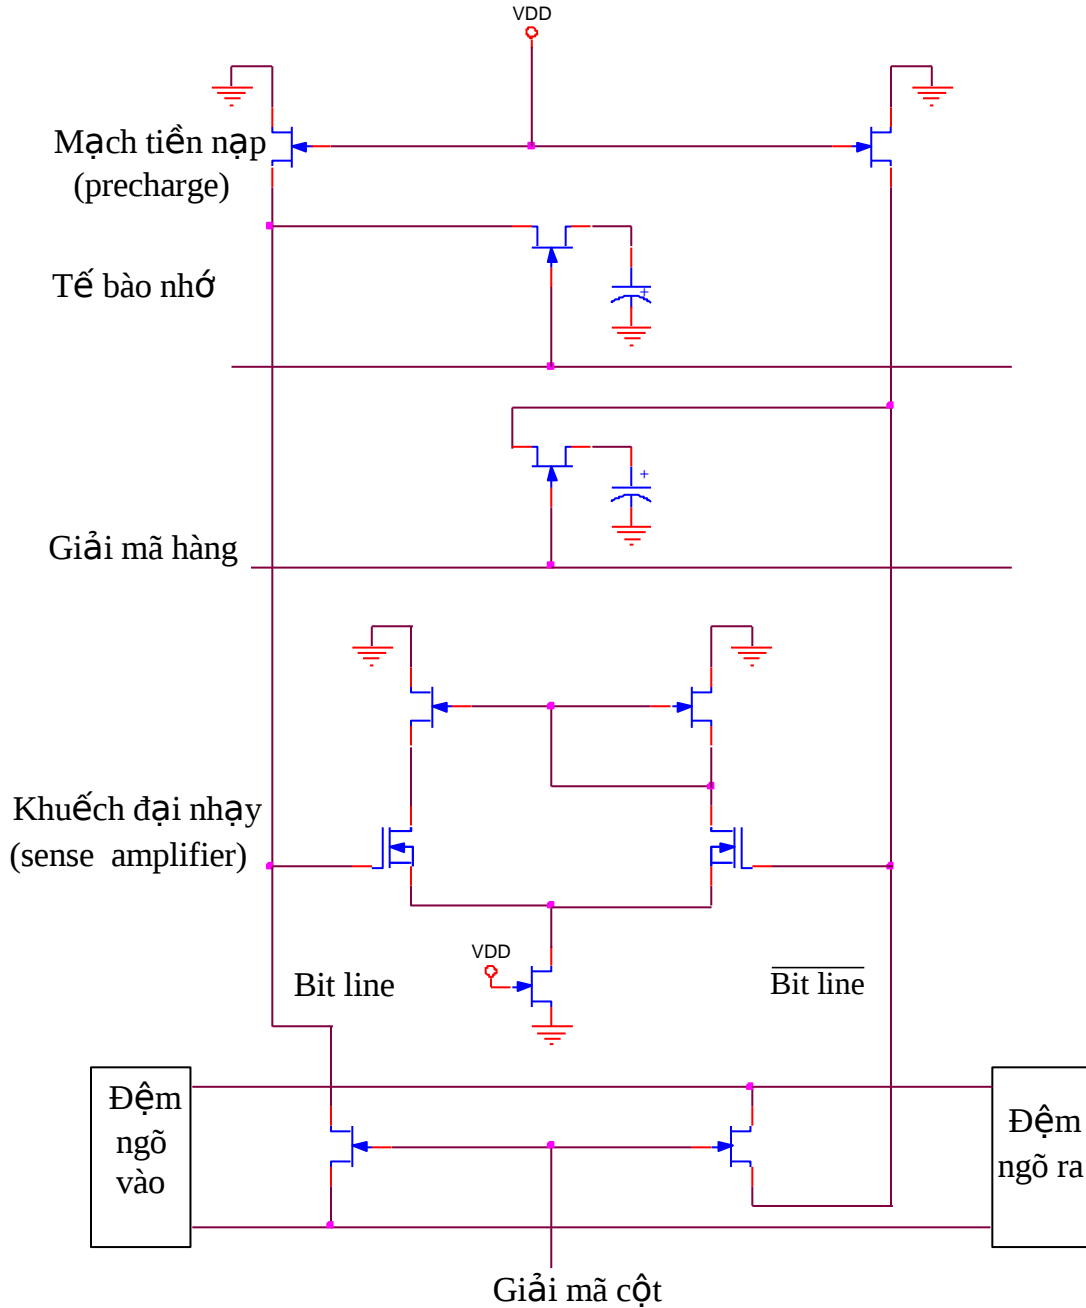 VDD
Mạch tiền nạp
(precharge)
Tế bào nhớ
+
+
Giải mã hàng
Khuếch đại nhạy
(sense amplifier)
VDD
Bit line
Bit line
Đệm
ngõ
vào
Đệm
ngõ ra
Giải mã cột